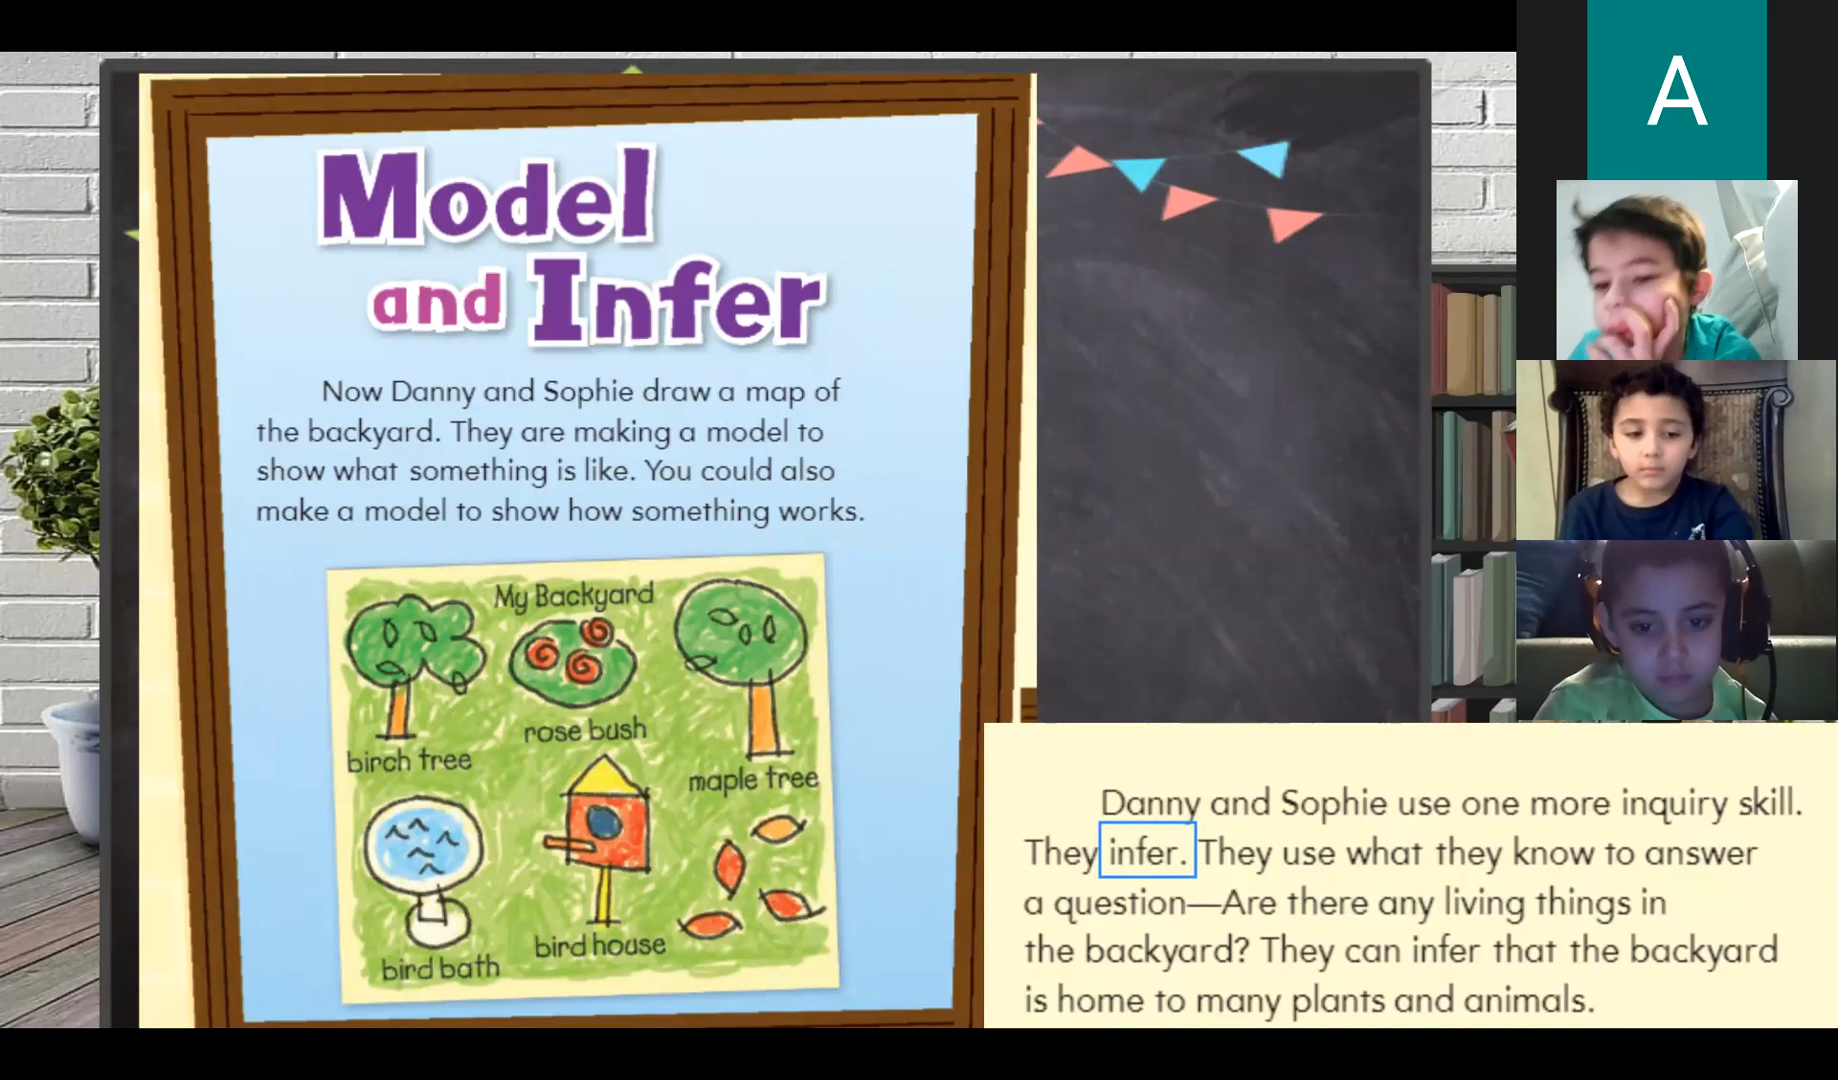 Model
and Infer
Now Danny and Sophie draw a map of
the backyard. They are making a model to
show what something is like. You could also
make a model to show how something works.
My Backyard
birch tree
rose bush
maple tree
bird bath
bird house
A
Danny and Sophie use one more inquiry skill.
They infer. They use what they know to answer
a question—Are there any living things in
the backyard? They can infer that the backyard
is home to many plants and animals.